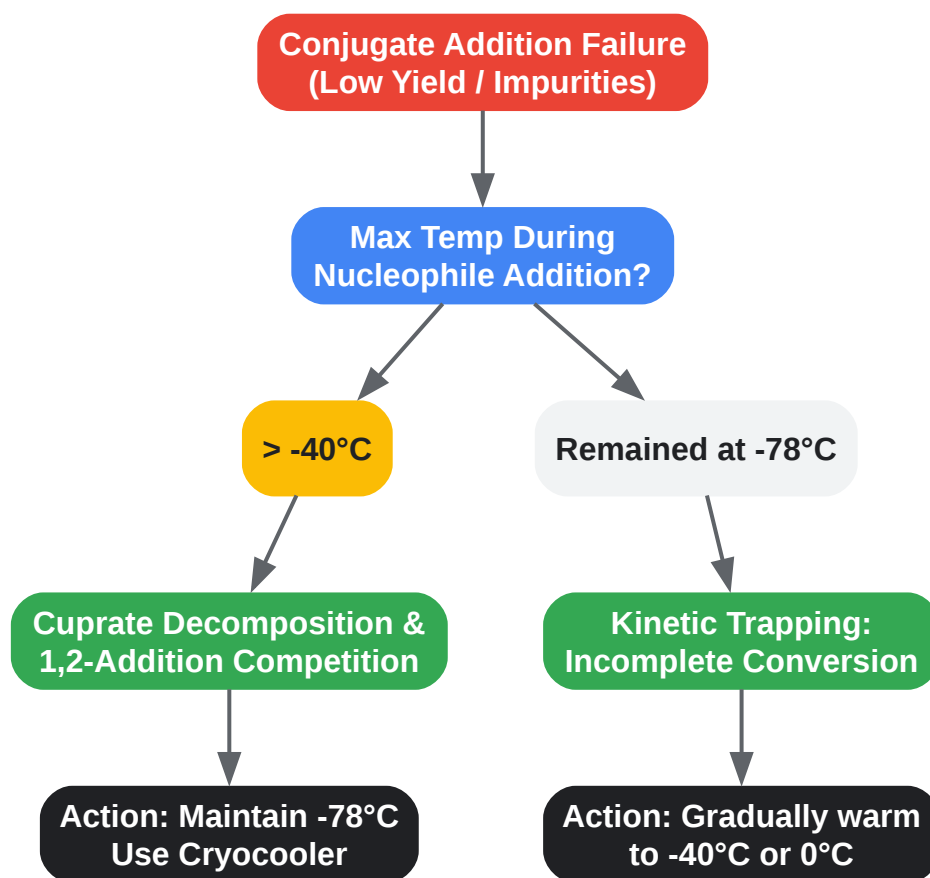 Conjugate Addition Failure
(Low Yield / Impurities)
Max Temp During
Nucleophile Addition?
> -40°C
Remained at -78°C
Cuprate Decomposition &
1,2-Addition Competition
Kinetic Trapping:
Incomplete Conversion
Action: Maintain -78°C
Use Cryocooler
Action: Gradually warm
to -40°C or 0°C